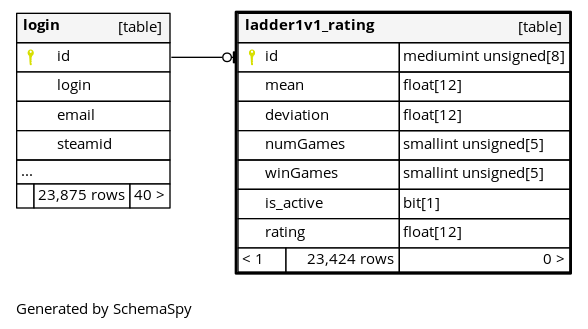 login [table]
id
login
email
steamid
...
23,875 rows 40 >
ladder1v1_rating [table]
id mediumint unsigned[8]
mean float[12]
deviation float[12]
numGames smallint unsigned[5]
winGames smallint unsigned[5]
is_active bit[1]
rating float[12]
< 1 23,424 rows 0 >
Generated by SchemaSpy